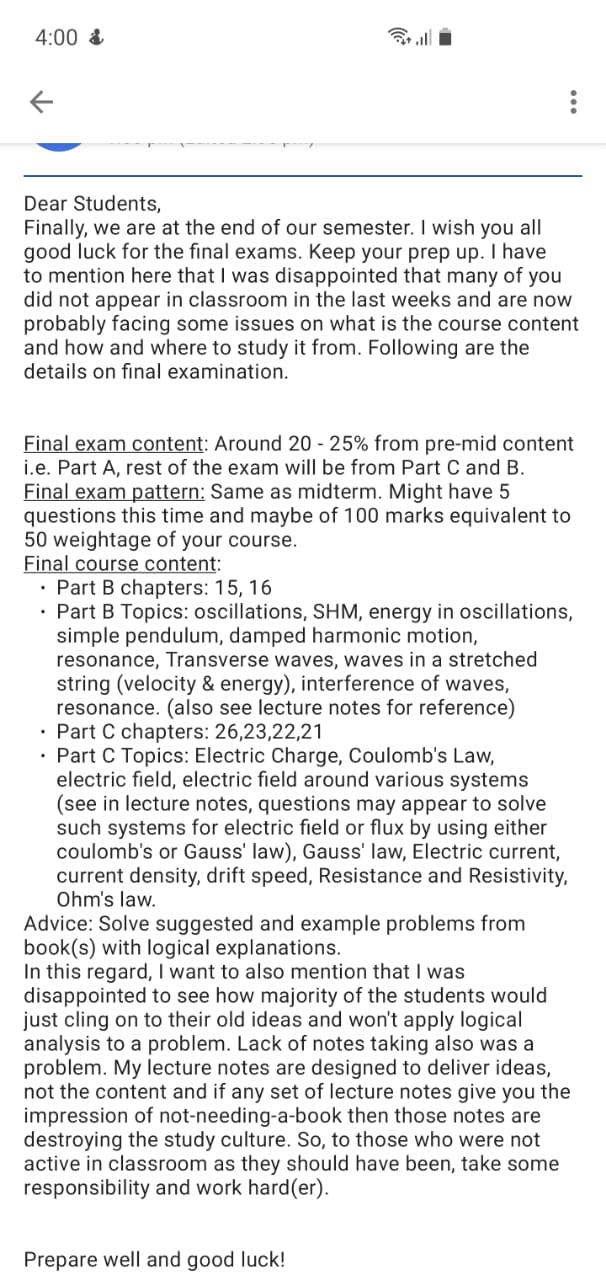 4:00
Dear Students,
Finally, we are at the end of our semester. I wish you all
good luck for the final exams. Keep your prep up. I have
to mention here that I was disappointed that many of you
did not appear in classroom in the last weeks and are now
probably facing some issues on what is the course content
and how and where to study it from. Following are the
details on final examination.
Final exam content: Around 20 - 25% from pre-mid content
i.e. Part A, rest of the exam will be from Part C and B.
Final exam pattern: Same as midterm. Might have 5
questions this time and maybe of 100 marks equivalent to
50 weightage of your course.
Final course content:
• Part B chapters: 15, 16
• Part B Topics: oscillations, SHM, energy in oscillations,
simple pendulum, damped harmonic motion,
resonance, Transverse waves, waves in a stretched
string (velocity & energy), interference of waves,
resonance. (also see lecture notes for reference)
• Part C chapters: 26,23,22,21
• Part C Topics: Electric Charge, Coulomb's Law,
electric field, electric field around various systems
(see in lecture notes, questions may appear to solve
such systems for electric field or flux by using either
coulomb's or Gauss' law), Gauss' law, Electric current,
current density, drift speed, Resistance and Resistivity,
Ohm's law.
Advice: Solve suggested and example problems from
book(s) with logical explanations.
In this regard, I want to also mention that I was
disappointed to see how majority of the students would
just cling on to their old ideas and won't apply logical
analysis to a problem. Lack of notes taking also was a
problem. My lecture notes are designed to deliver ideas,
not the content and if any set of lecture notes give you the
impression of not-needing-a-book then those notes are
destroying the study culture. So, to those who were not
active in classroom as they should have been, take some
responsibility and work hard(er).
Prepare well and good luck!